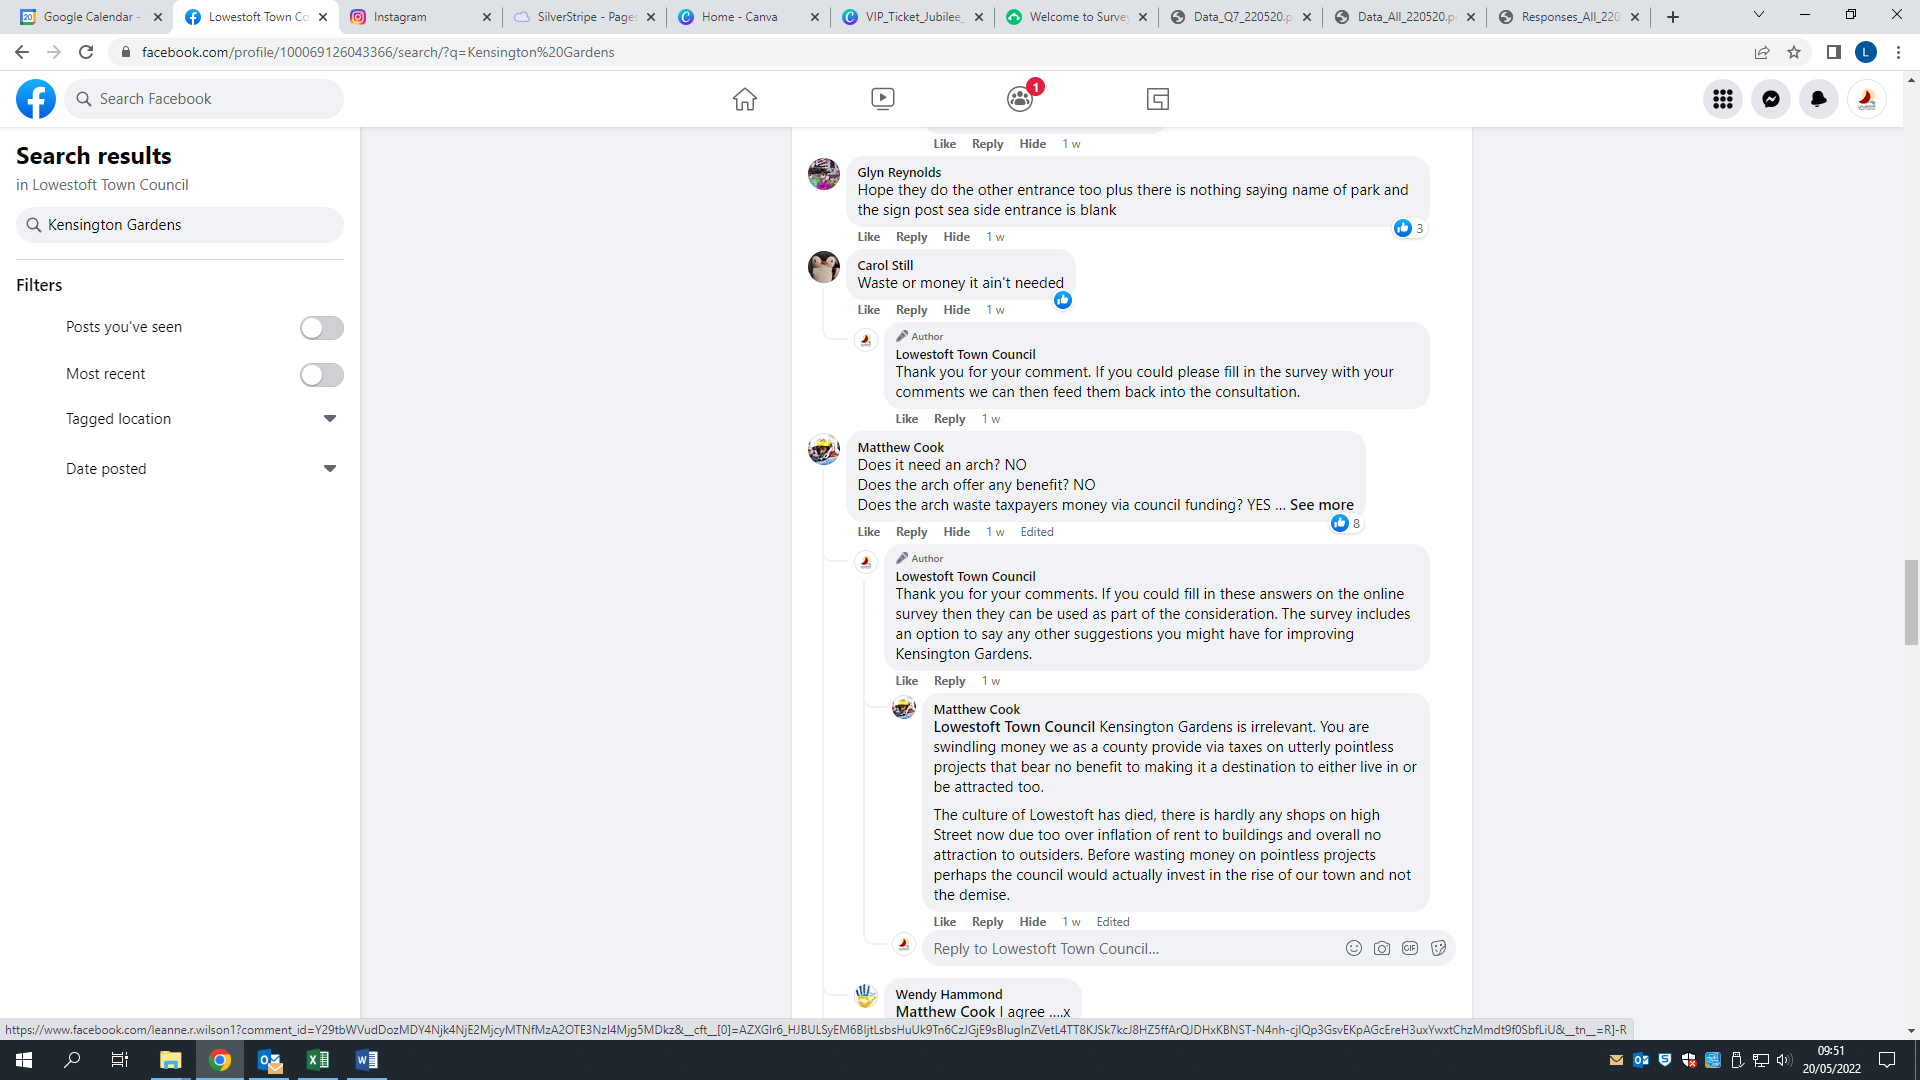 Google Calendar -
Lowestoft Town Co
Instagram
SilverStripe - Pages
Home - Canva
VIP_Ticket_Jubilee_
Welcome to Survey
Data_Q7_220520.p
Data_All_220520.pc
Responses_All_220
facebook.com/profile/100069126043366/search/?q=Kensington%20Gardens
L
Search Facebook
1
Search results
in Lowestoft Town Council
Kensington Gardens
Filters
Posts you've seen
Most recent
Tagged location
Date posted
Like Reply Hide 1 w
Glyn Reynolds
Hope they do the other entrance too plus there is nothing saying name of park and
the sign post sea side entrance is blank
3
Like Reply Hide 1 w
Carol Still
Waste or money it ain't needed
Like Reply Hide 1 w
Author
Lowestoft Town Council
Thank you for your comment. If you could please fill in the survey with your
comments we can then feed them back into the consultation.
Like Reply 1 w
Matthew Cook
Does it need an arch? NO
Does the arch offer any benefit? NO
Does the arch waste taxpayers money via council funding? YES ... See more
8
Like Reply Hide 1 w Edited
Author
Lowestoft Town Council
Thank you for your comments. If you could fill in these answers on the online
survey then they can be used as part of the consideration. The survey includes
an option to say any other suggestions you might have for improving
Kensington Gardens.
Like Reply 1 w
Matthew Cook
Lowestoft Town Council Kensington Gardens is irrelevant. You are
swindling money we as a county provide via taxes on utterly pointless
projects that bear no benefit to making it a destination to either live in or
be attracted too.
The culture of Lowestoft has died, there is hardly any shops on high
Street now due too over inflation of rent to buildings and overall no
attraction to outsiders. Before wasting money on pointless projects
perhaps the council would actually invest in the rise of our town and not
the demise.
Like Reply Hide 1 w Edited
Reply to Lowestoft Town Council...
GIF
Wendy Hammond
Matthew Cook I agree ....x
09:51
20/05/2022